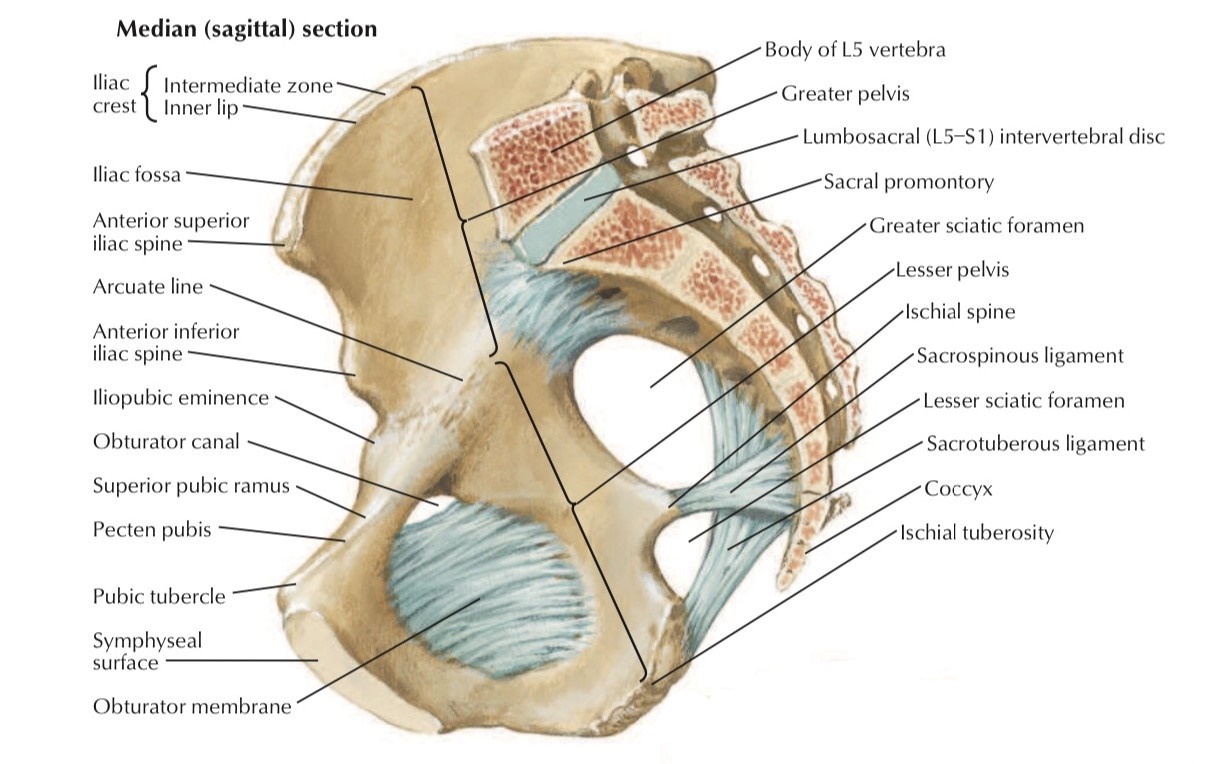 Median (sagittal) section
Iliac
crest
Intermediate zone
Inner lip
Iliac fossa
Anterior superior
iliac spine
Arcuate line
Anterior inferior
iliac spine
Iliopubic eminence
Obturator canal
Superior pubic ramus
Pecten pubis
Pubic tubercle
Symphyseal
surface
Obturator membrane
Body of L5 vertebra
Greater pelvis
Lumbosacral (L5–S1) intervertebral disc
Sacral promontory
Greater sciatic foramen
Lesser pelvis
Ischial spine
Sacrospinous ligament
Lesser sciatic foramen
Sacrotuberous ligament
Coccyx
Ischial tuberosity